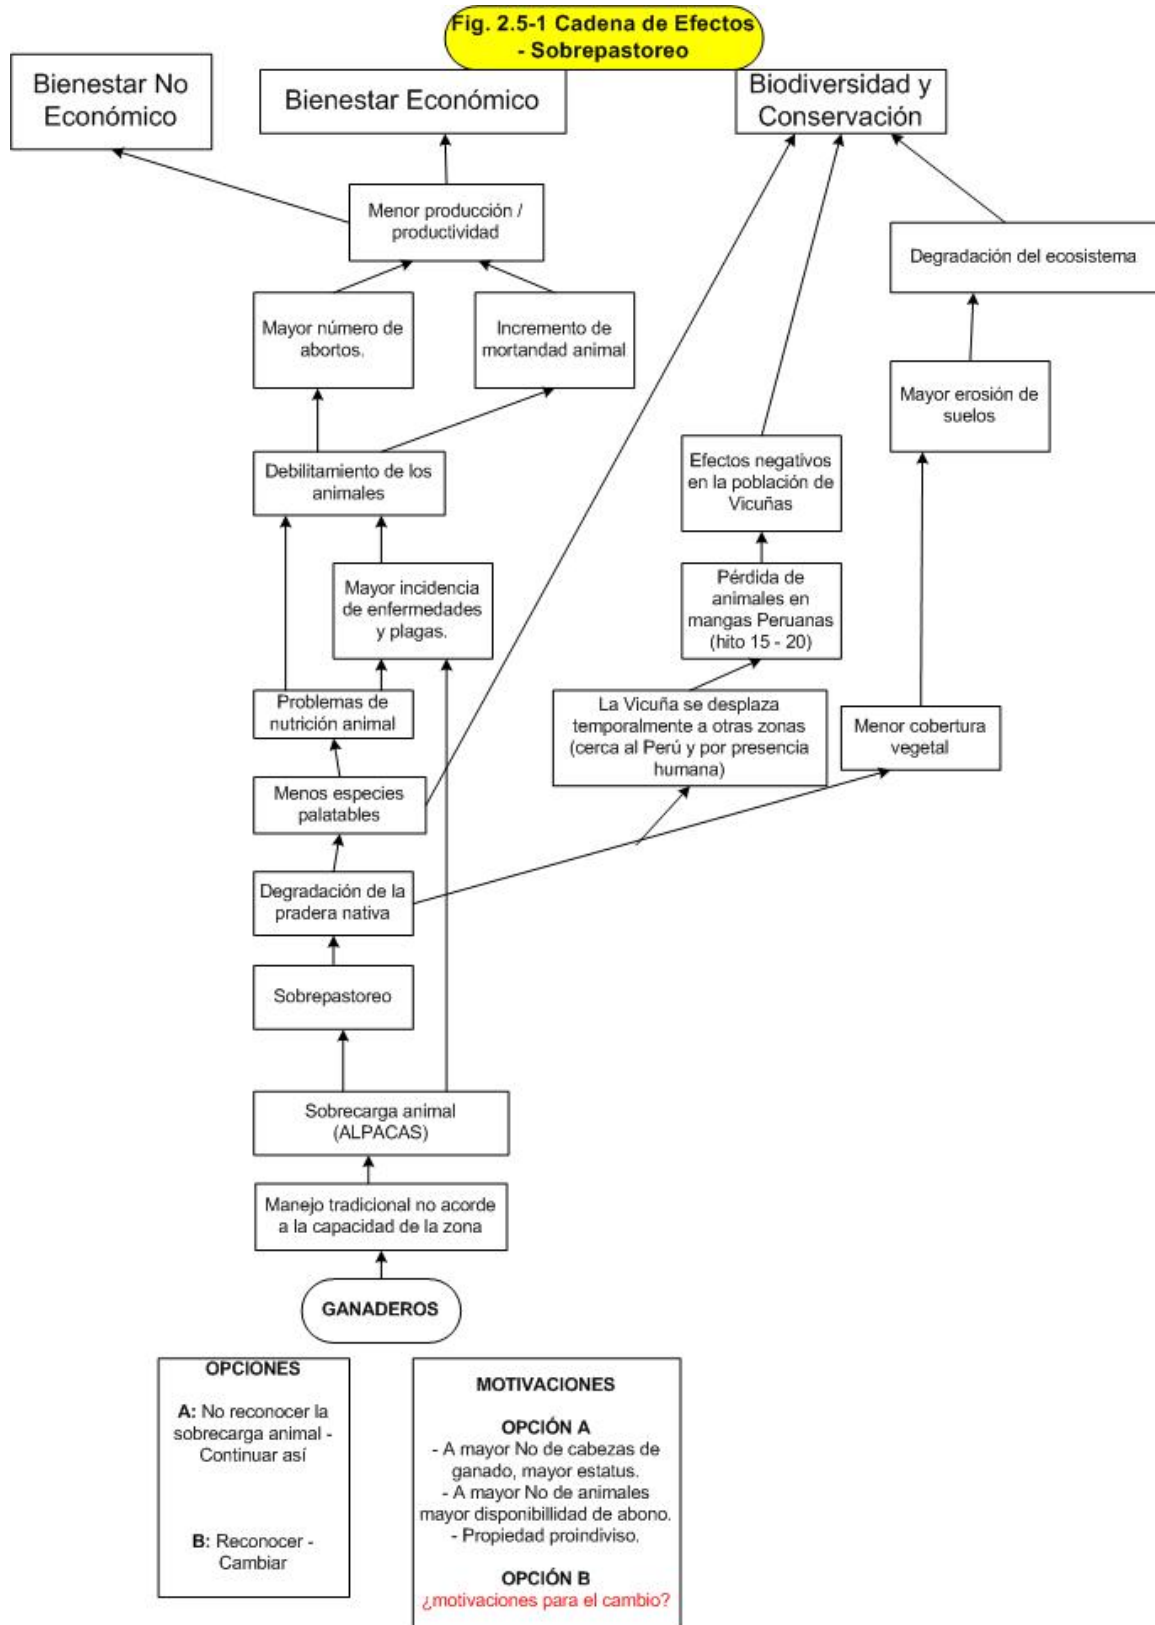 Fig. 2.5-1 Cadena de Efectos
- Sobrepastoreo
Bienestar No
Económico
Bienestar Económico
Biodiversidad y
Conservación
Menor producción /
productividad
Degradación del ecosistema
Mayor número de
abortos.
Incremento de
mortandad animal
Mayor erosión de
suelos
Debilitamiento de los
animales
Efectos negativos
en la población de
Vicuñas
Mayor incidencia
de enfermedades
y plagas.
Pérdida de
animales en
mangas Peruanas
(hito 15 - 20)
Problemas de
nutrición animal
La Vicuña se desplaza
temporalmente a otras zonas
(cerca al Perú y por presencia
humana)
Menor cobertura
vegetal
Menos especies
palatables
Degradación de la
pradera nativa
Sobrepastoreo
Sobrecarga animal
(ALPACAS)
Manejo tradicional no acorde
a la capacidad de la zona
GANADEROS
OPCIONES
A: No reconocer la
sobrecarga animal -
Continuar así
B: Reconocer -
Cambiar
MOTIVACIONES
OPCIÓN A
- A mayor No de cabezas de
ganado, mayor estatus.
- A mayor No de animales
mayor disponibillidad de abono.
- Propiedad proindiviso.
OPCIÓN B
¿motivaciones para el cambio?